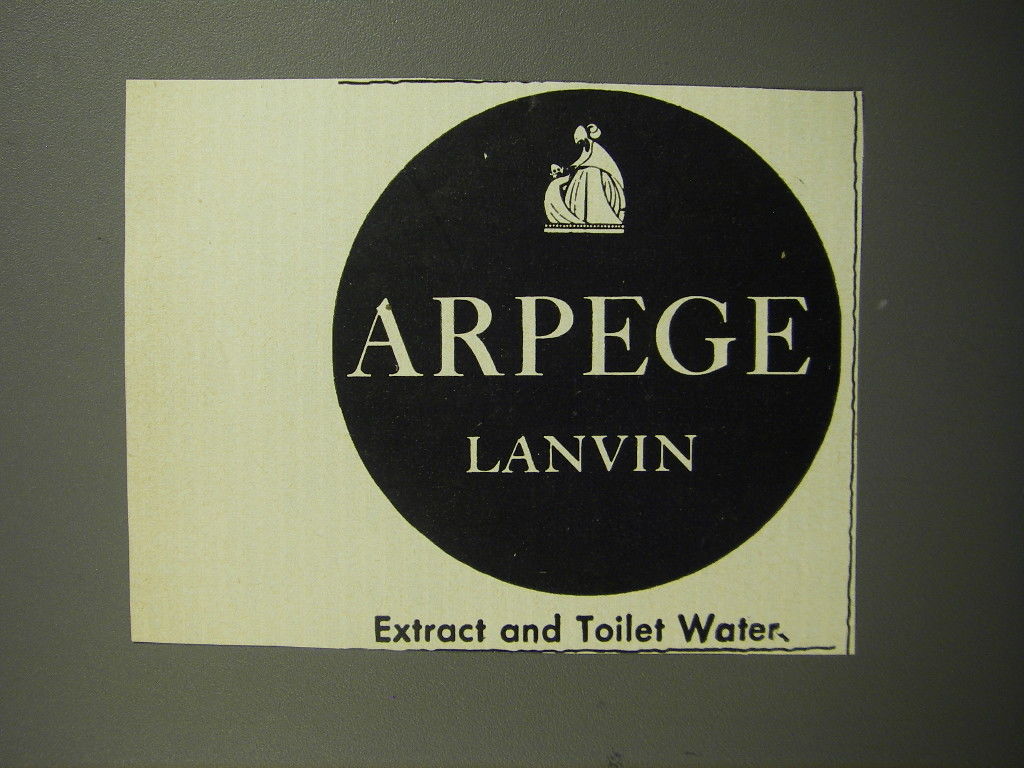 ARPEGE
LANVIN
Extract and Toilet Water